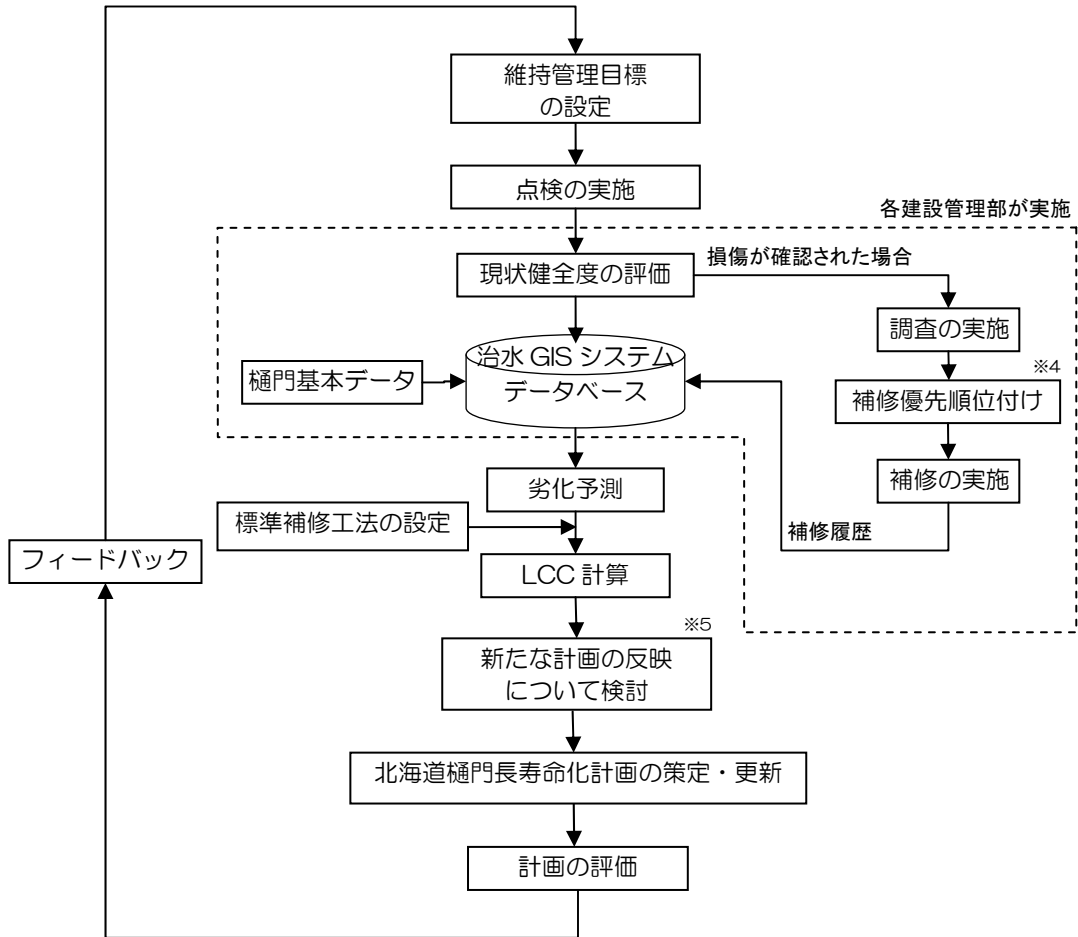 維持管理目標
の設定
点検の実施
各建設管理部が実施
現状健全度の評価
損傷が確認された場合
調査の実施
治水 GIS システム
データベース
樋門基本データ
※4
補修優先順位付け
補修の実施
劣化予測
標準補修工法の設定
補修履歴
フィードバック
LCC 計算
※5
新たな計画の反映
について検討
北海道樋門長寿命化計画の策定・更新
計画の評価